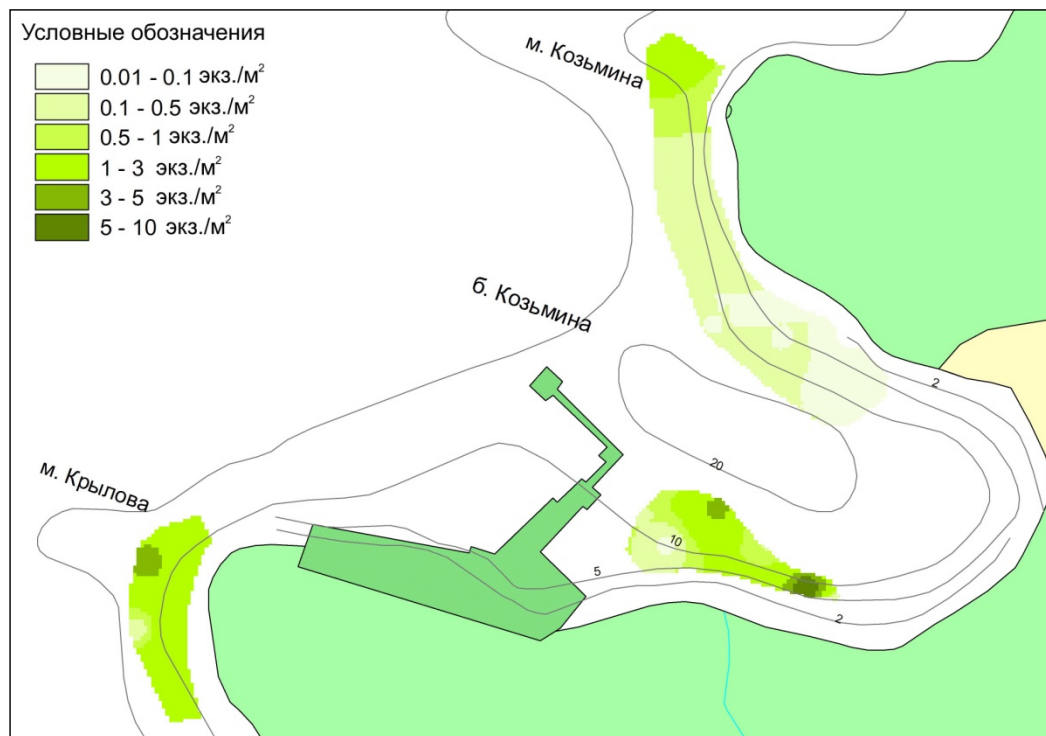 Условные обозначения
0.01 - 0.1 экз./м²
0.1 - 0.5 экз./м²
0.5 - 1 экз./м²
1 - 3 экз./м²
3 - 5 экз./м²
5 - 10 экз./м²
м. Козьмина
б. Козьмина
м. Крылова
2
20
10
5
2